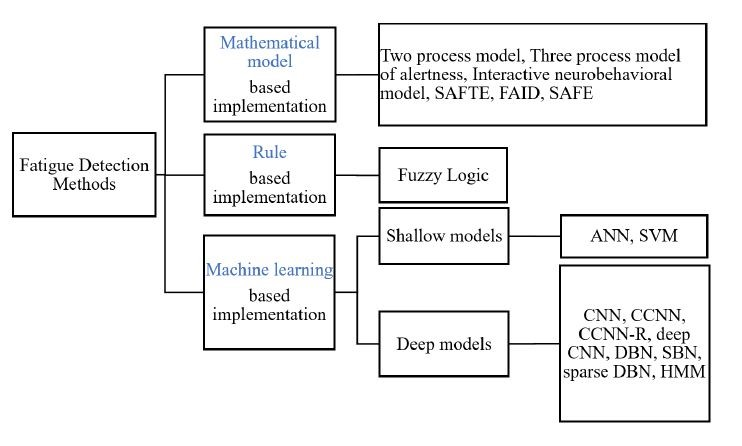 Mathematical
model
based
implementation
Two process model, Three process model
of alertness, Interactive neurobehavioral
model, SAFTE, FAID, SAFE
Fatigue Detection
Methods
Rule
based
implementation
Fuzzy Logic
Machine learning
based
implementation
Shallow models
ANN, SVM
Deep models
CNN, CCNN,
CCNN-R, deep
CNN, DBN, SBN,
sparse DBN, HMM